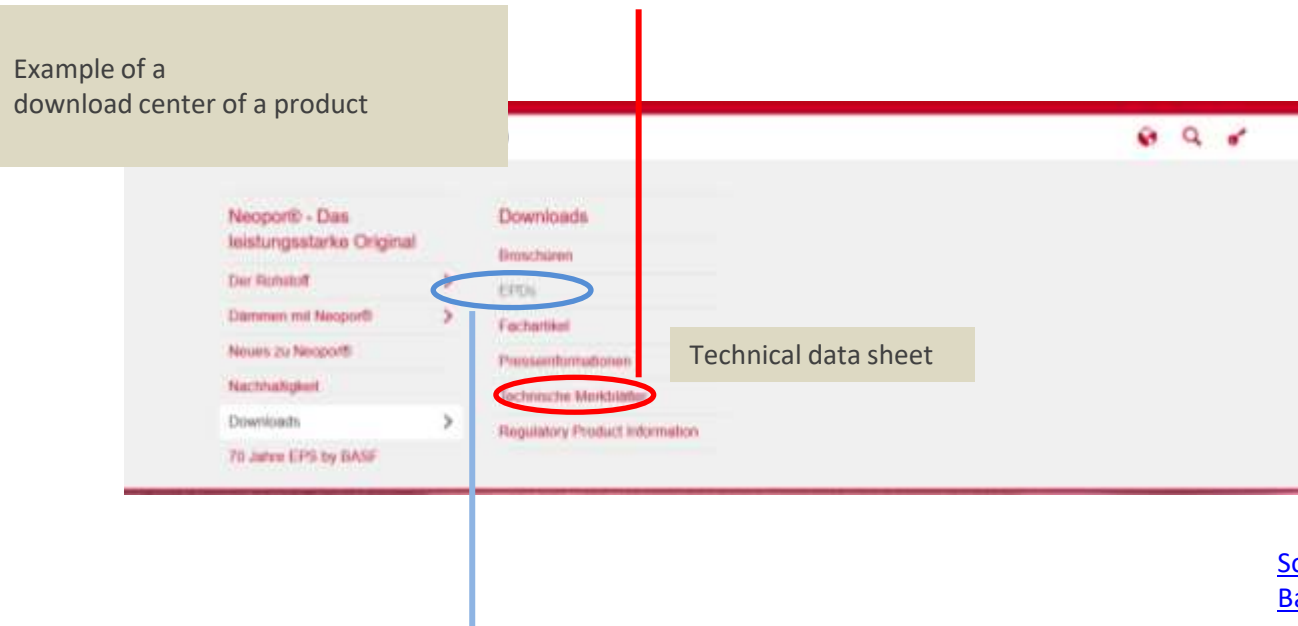 Example of a
download center of a product
Neopor® - Das
leistungsstarke Original
Der Rohstoff
Dämmen mit Neopor®
Neues zu Neopor®
Nachhaltigkeit
Downloads
70 Jahre EPS by BASF
Downloads
Broschüren
EPDs
Fachartikel
Presseinformationen
Technische Merkblätter
Regulatory Product Information
Technical data sheet